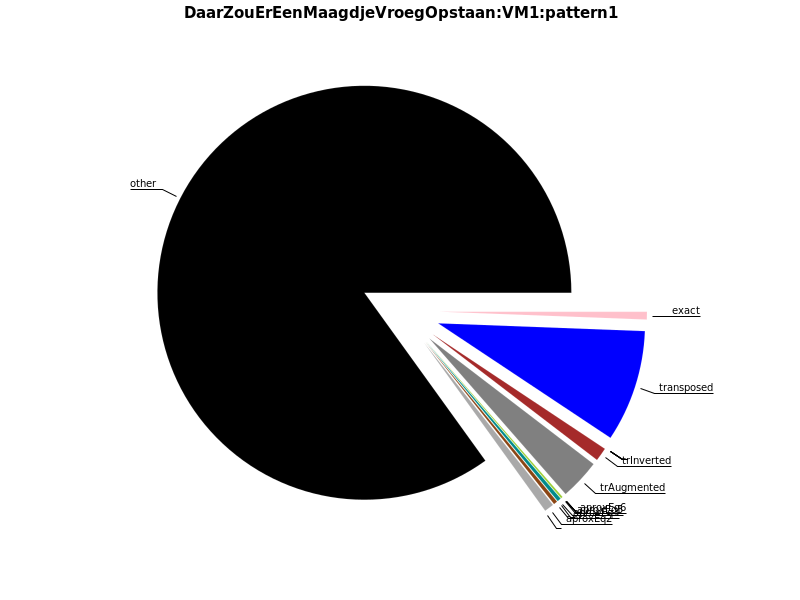 DaarZouErEenMaagdjeVroegOpstaan:VM1:pattern1
other
exact
transposed
trInverted
trAugmented
aproxEq6
aproxEq2